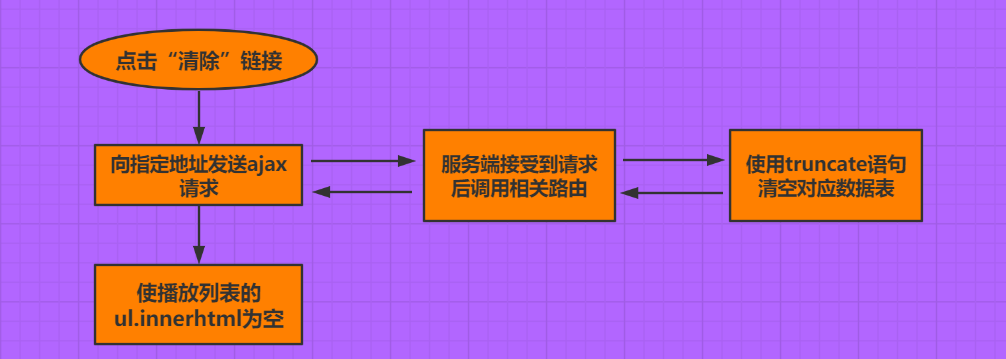 点击“清除”链接
向指定地址发送ajax
请求
服务端接受到请求
后调用相关路由
使用truncate语句
清空对应数据表
使播放列表的
ul.innerhtml为空